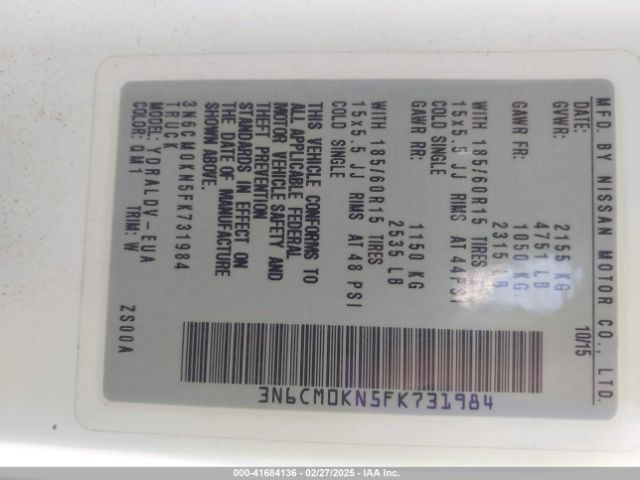 MFD. BY NISSAN MOTOR CO., LTD.
DATE: 10/15
GVWR: 2155 KG
4751 LB
GAWR FR: 1050 KG
2315 LB
WITH 185/60R15 TIRES
15x5.5 JJ RIMS AT 44PSI
COLD SINGLE
GAWR RR: 1150 KG
2535 LB
WITH 185/60R15 TIRES
15x5.5 JJ RIMS AT 48 PSI
COLD SINGLE
THIS VEHICLE CONFORMS TO
ALL APPLICABLE FEDERAL
MOTOR VEHICLE SAFETY AND
THEFT PREVENTION
STANDARDS IN EFFECT ON
THE DATE OF MANUFACTURE
SHOWN ABOVE.
3N6CM0KN5FK731984
TRUCK
MODEL: YDRALDV-EUA
COLOR: QM1 TRIM: W
ZS00A
3N6CM0KN5FK731984
000-41684136 - 02/27/2025 - IAA Inc.